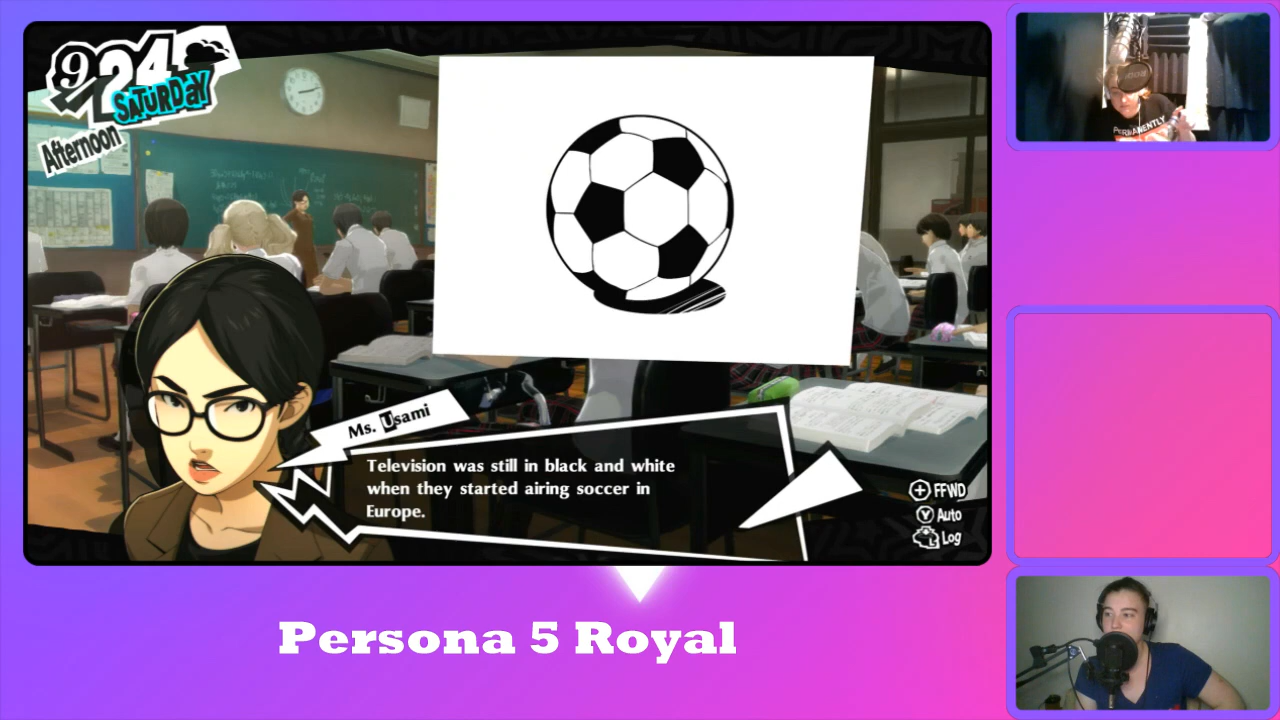 9/24
SATURDAY
Afternoon
PERMANENTLY
Ms. Usami
Television was still in black and white
when they started airing soccer in
Europe.
+ FFWD
Y Auto
L Log
Persona 5 Royal